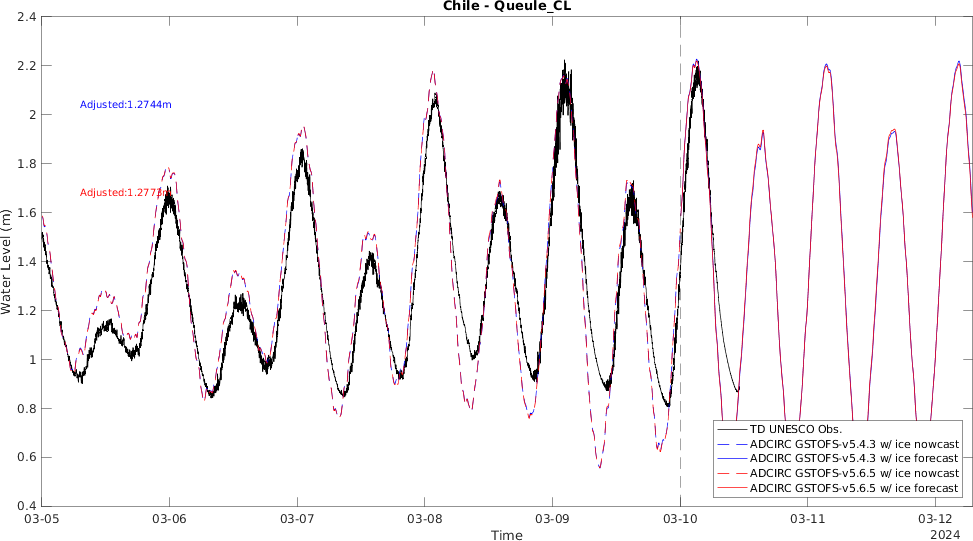 Chile - Queule_CL
2.4
2.2
2
1.8
1.6
1.4
1.2
1
0.8
0.6
0.4
Water Level (m)
Adjusted:1.2744m
Adjusted:1.2773m
TD UNESCO Obs.
ADCIRC GSTOFS-v5.4.3 w/ ice nowcast
ADCIRC GSTOFS-v5.4.3 w/ ice forecast
ADCIRC GSTOFS-v5.6.5 w/ ice nowcast
ADCIRC GSTOFS-v5.6.5 w/ ice forecast
03-05 03-06 03-07 03-08 03-09 03-10 03-11 03-12
Time
2024